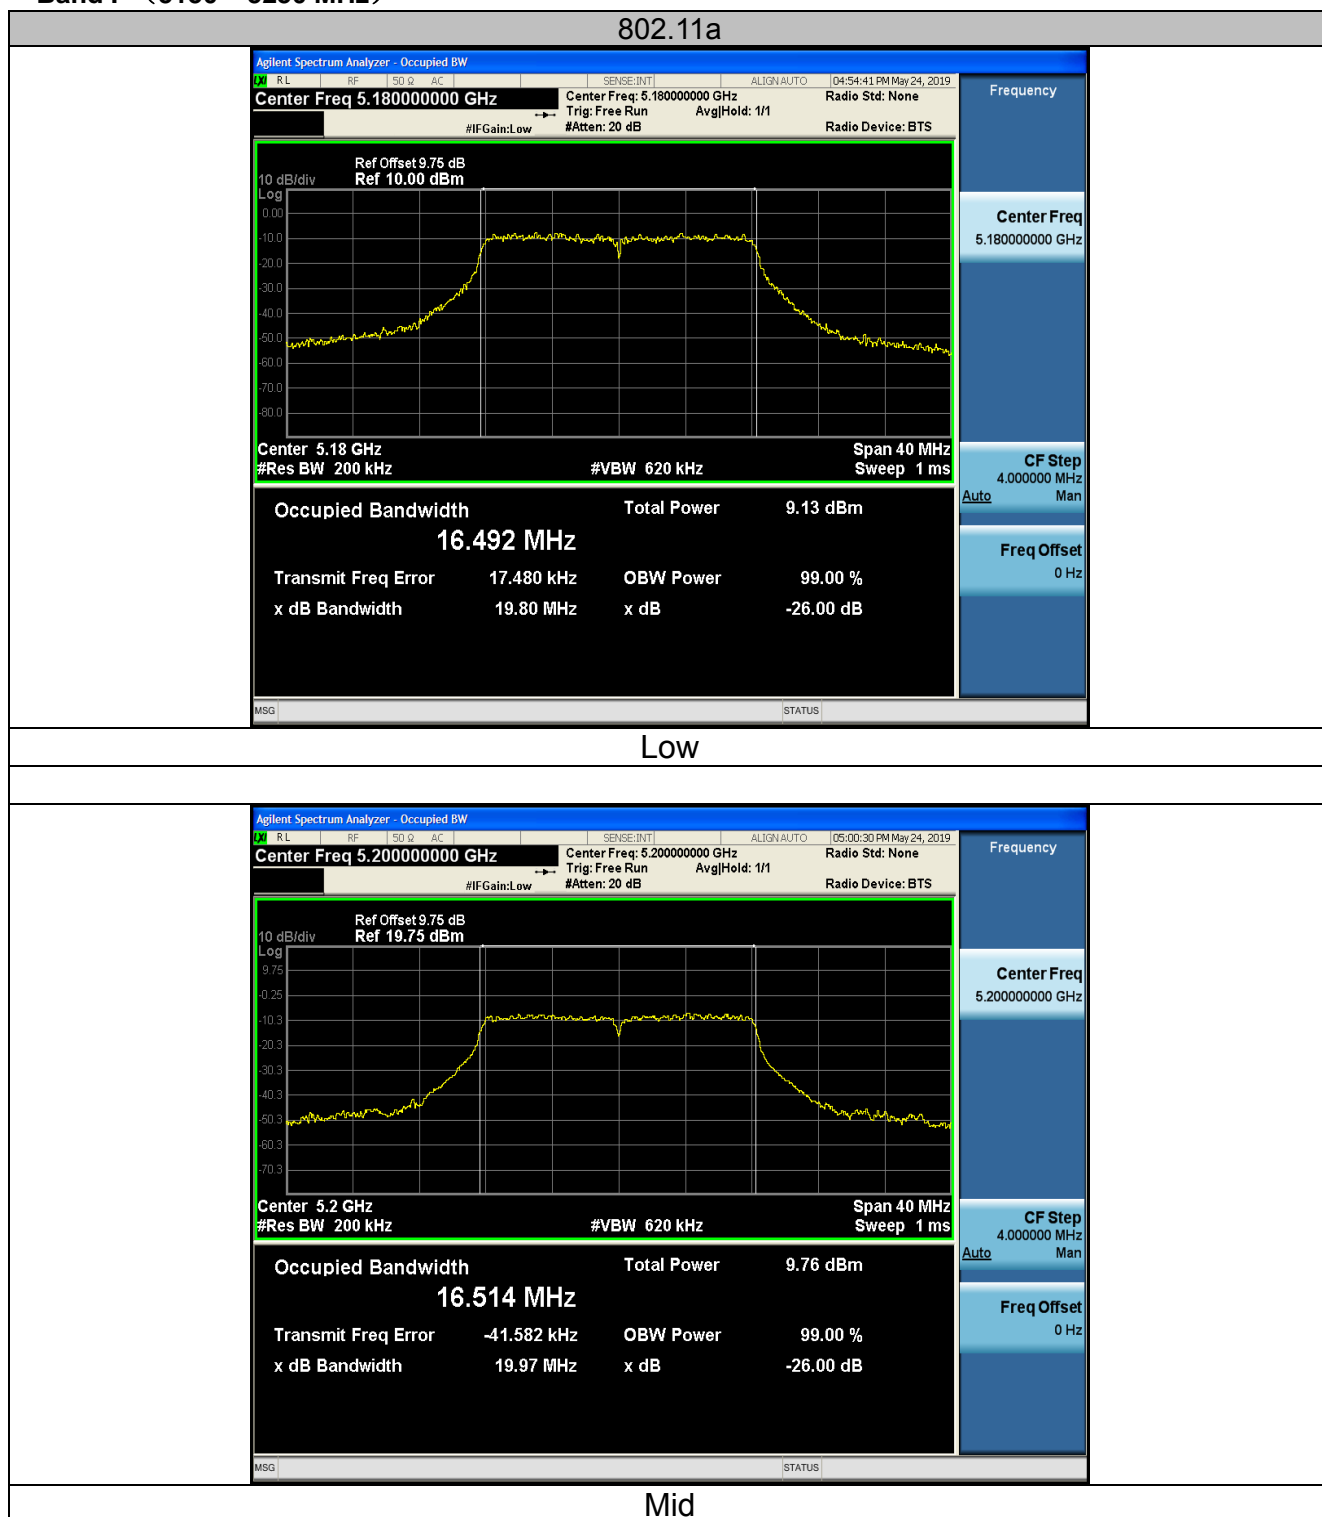 Band I （5150 – 5250 MHz）
802.11a
Agilent Spectrum Analyzer - Occupied BW
LXI RL RF 50 Ω AC SENSE:INT ALIGN AUTO 04:54:41 PM May 24, 2019
Center Freq 5.180000000 GHz Center Freq: 5.180000000 GHz Radio Std: None Frequency
Trig: Free Run Avg|Hold: 1/1
#IFGain:Low #Atten: 20 dB Radio Device: BTS
Ref Offset 9.75 dB
10 dB/div Ref 10.00 dBm
Log
0.00
-10.0
-20.0
-30.0
-40.0
-50.0
-60.0
-70.0
-80.0
Center Freq
5.180000000 GHz
Center 5.18 GHz Span 40 MHz
#Res BW 200 kHz #VBW 620 kHz Sweep 1 ms
CF Step
4.000000 MHz
Auto Man
Occupied Bandwidth Total Power 9.13 dBm
16.492 MHz
Transmit Freq Error 17.480 kHz OBW Power 99.00 %
x dB Bandwidth 19.80 MHz x dB -26.00 dB
Freq Offset
0 Hz
MSG STATUS
Low
Agilent Spectrum Analyzer - Occupied BW
LXI RL RF 50 Ω AC SENSE:INT ALIGN AUTO 05:00:30 PM May 24, 2019
Center Freq 5.200000000 GHz Center Freq: 5.200000000 GHz Radio Std: None Frequency
Trig: Free Run Avg|Hold: 1/1
#IFGain:Low #Atten: 20 dB Radio Device: BTS
Ref Offset 9.75 dB
10 dB/div Ref 19.75 dBm
Log
9.75
-0.25
-10.3
-20.3
-30.3
-40.3
-50.3
-60.3
-70.3
Center Freq
5.200000000 GHz
Center 5.2 GHz Span 40 MHz
#Res BW 200 kHz #VBW 620 kHz Sweep 1 ms
CF Step
4.000000 MHz
Auto Man
Occupied Bandwidth Total Power 9.76 dBm
16.514 MHz
Transmit Freq Error -41.582 kHz OBW Power 99.00 %
x dB Bandwidth 19.97 MHz x dB -26.00 dB
Freq Offset
0 Hz
MSG STATUS
Mid